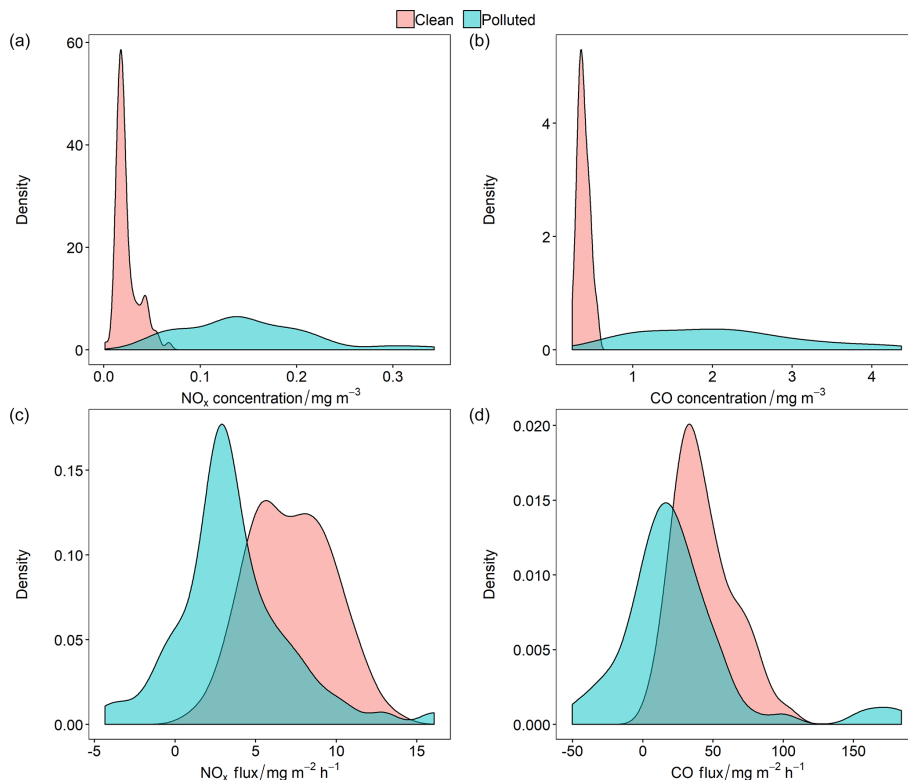 Clean Polluted
(a) (b)
60
40
20
0
Density
0.0 0.1 0.2 0.3
NOx concentration/mg m−3
4
2
0
Density
1 2 3 4
CO concentration/mg m−3
(c) (d)
0.15
0.10
0.05
0.00
Density
-5 0 5 10 15
NOx flux/mg m−2 h−1
0.020
0.015
0.010
0.005
0.000
Density
-50 0 50 100 150
CO flux/mg m−2 h−1